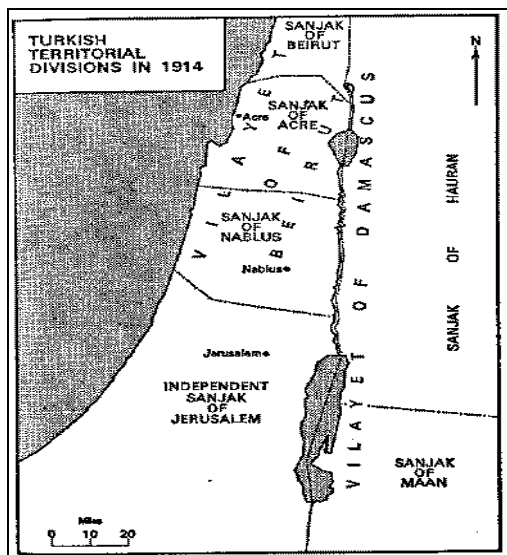 TURKISH
TERRITORIAL
DIVISIONS IN 1914
SANJAK
OF
BEIRUT
N
SANJAK
OF
ACRE
Acre
VILAYET
OF BEIRUT
SANJAK
OF
NABLUS
Nablus
VILAYET OF DAMASCUS
SANJAK OF HAURAN
Jerusalem
INDEPENDENT
SANJAK
OF
JERUSALEM
SANJAK
OF
MAAN
Miles
0 10 20